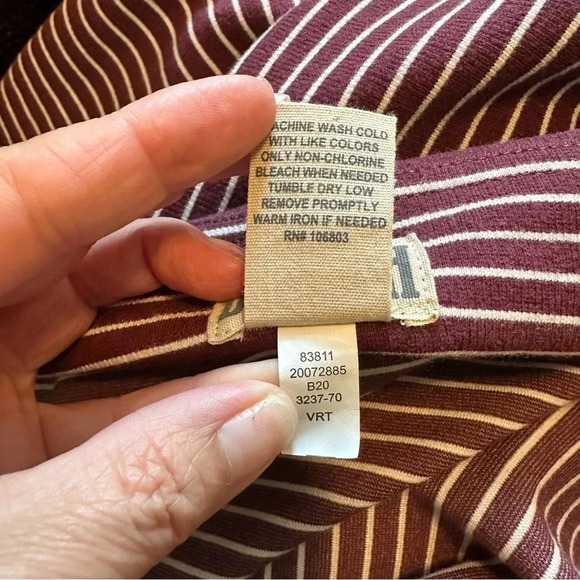 MACHINE WASH COLD
WITH LIKE COLORS
ONLY NON-CHLORINE
BLEACH WHEN NEEDED
TUMBLE DRY LOW
REMOVE PROMPTLY
WARM IRON IF NEEDED
RN# 106803
83811
20072885
B20
3237-70
VRT